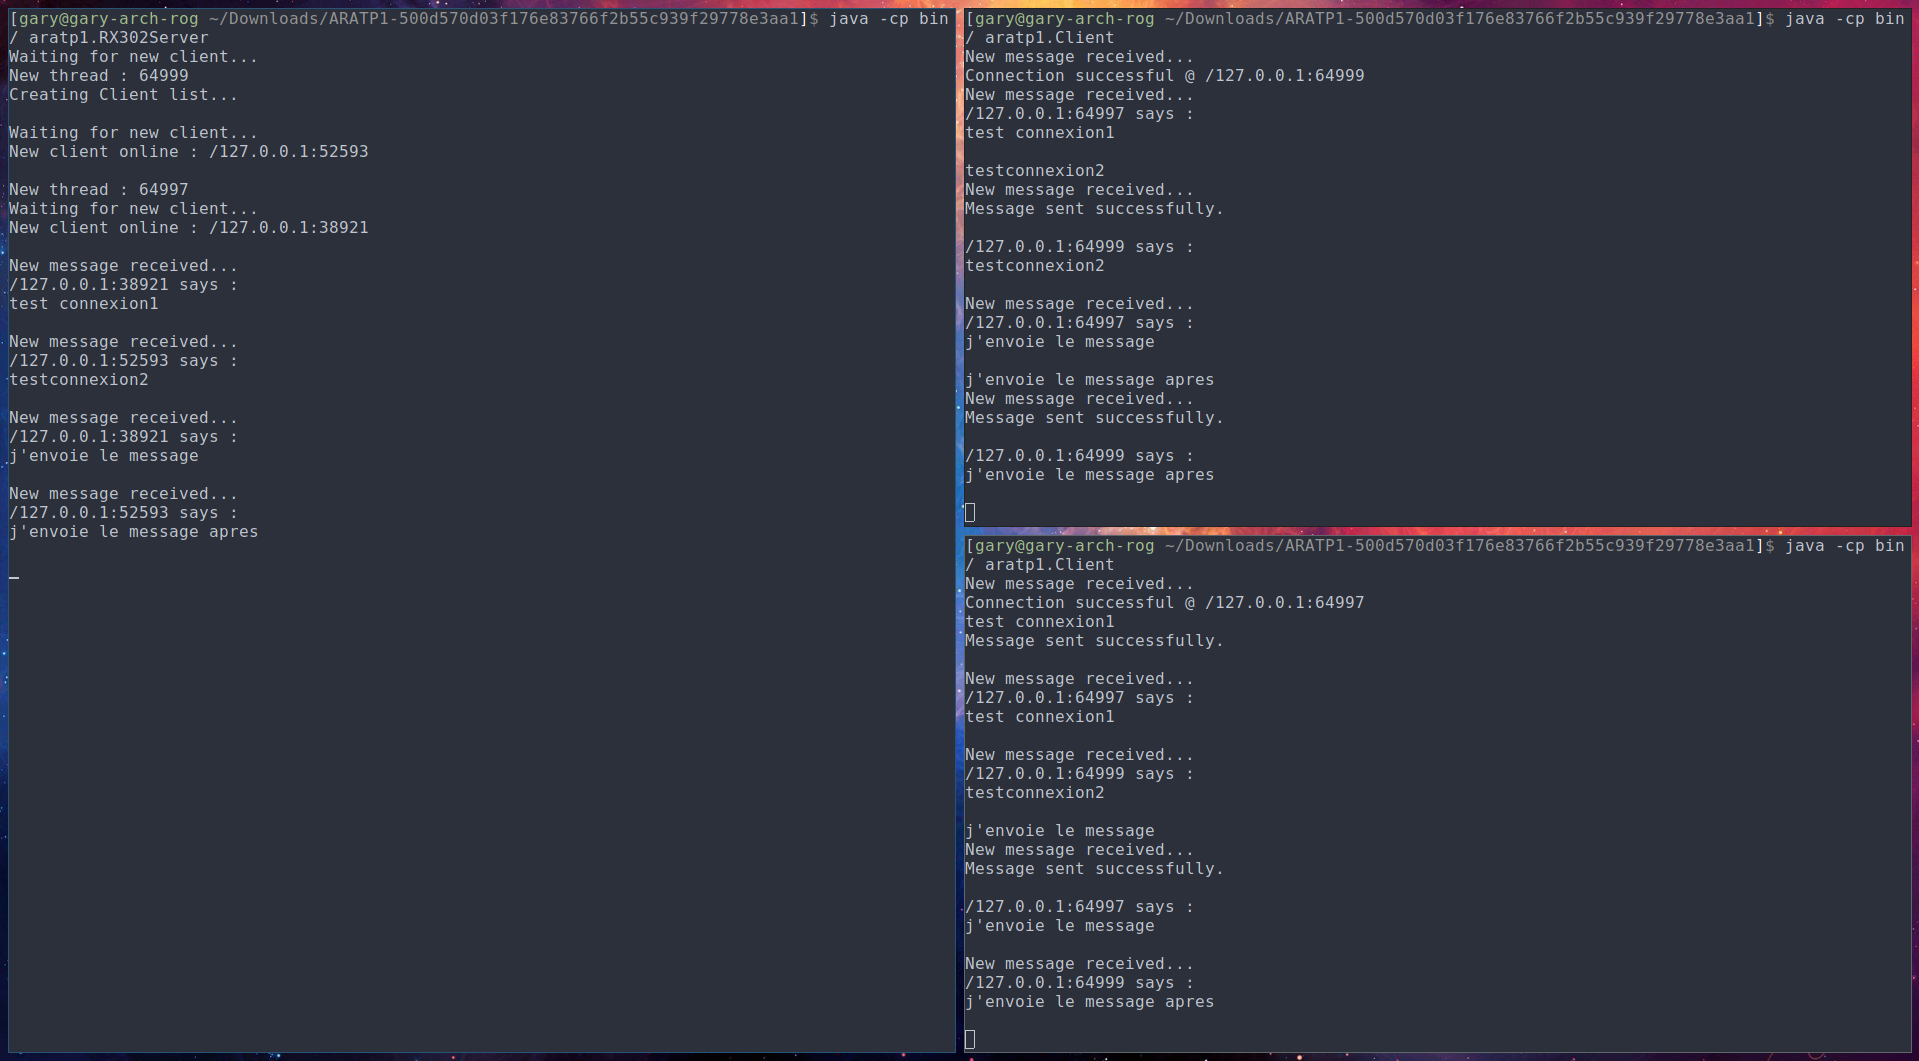 [gary@gary-arch-rog ~/Downloads/ARATP1-500d570d03f176e83766f2b55c939f29778e3aa1]$ java -cp bin
/ aratp1.RX302Server
Waiting for new client...
New thread : 64999
Creating Client list...
Waiting for new client...
New client online : /127.0.0.1:52593
New thread : 64997
Waiting for new client...
New client online : /127.0.0.1:38921
New message received...
/127.0.0.1:38921 says :
test connexion1
New message received...
/127.0.0.1:52593 says :
testconnexion2
New message received...
/127.0.0.1:38921 says :
j'envoie le message
New message received...
/127.0.0.1:52593 says :
j'envoie le message apres
[gary@gary-arch-rog ~/Downloads/ARATP1-500d570d03f176e83766f2b55c939f29778e3aa1]$ java -cp bin
/ aratp1.Client
New message received...
Connection successful @ /127.0.0.1:64999
New message received...
/127.0.0.1:64997 says :
test connexion1
testconnexion2
New message received...
Message sent successfully.
/127.0.0.1:64999 says :
testconnexion2
New message received...
/127.0.0.1:64997 says :
j'envoie le message
j'envoie le message apres
New message received...
Message sent successfully.
/127.0.0.1:64999 says :
j'envoie le message apres
[gary@gary-arch-rog ~/Downloads/ARATP1-500d570d03f176e83766f2b55c939f29778e3aa1]$ java -cp bin
/ aratp1.Client
New message received...
Connection successful @ /127.0.0.1:64997
test connexion1
Message sent successfully.
New message received...
/127.0.0.1:64997 says :
test connexion1
New message received...
/127.0.0.1:64999 says :
testconnexion2
j'envoie le message
New message received...
Message sent successfully.
/127.0.0.1:64997 says :
j'envoie le message
New message received...
/127.0.0.1:64999 says :
j'envoie le message apres